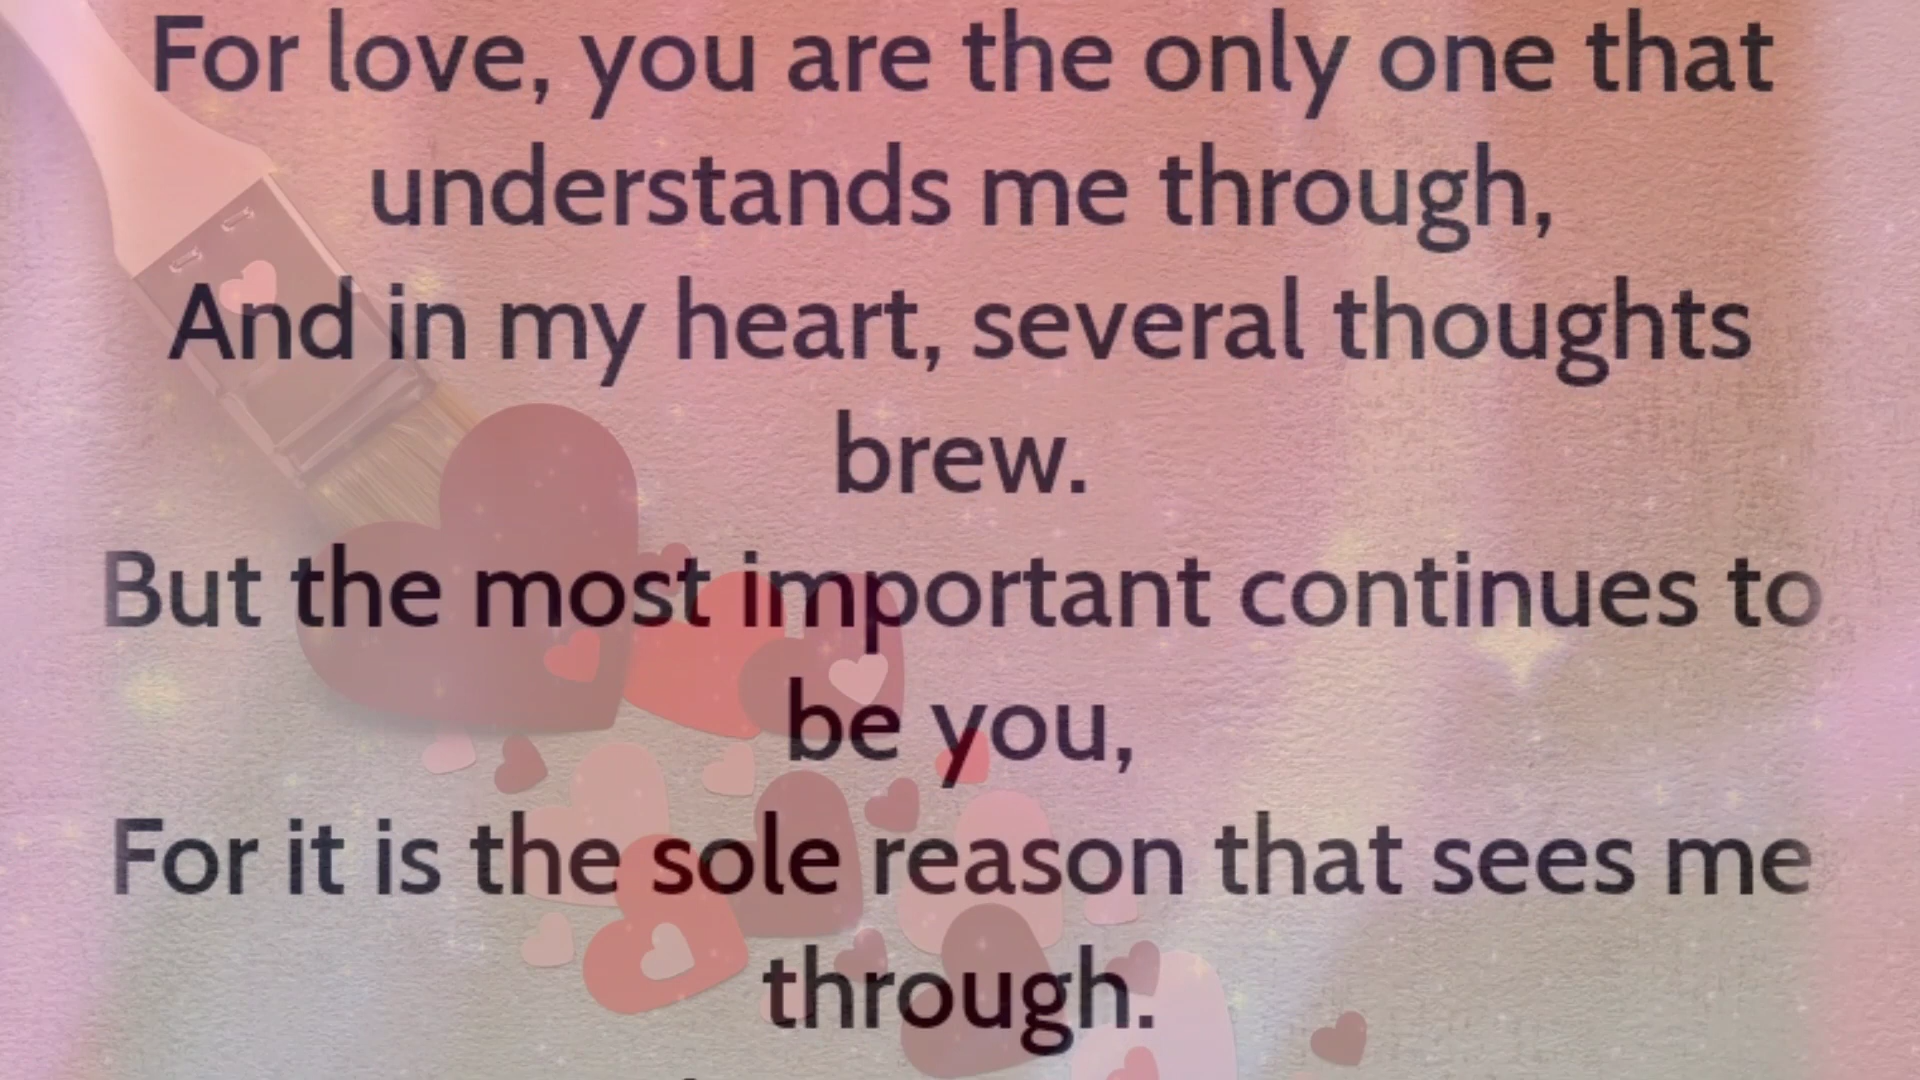 For love, you are the only one that
understands me through,
And in my heart, several thoughts
brew.
But the most important continues to
be you,
For it is the sole reason that sees me
through.